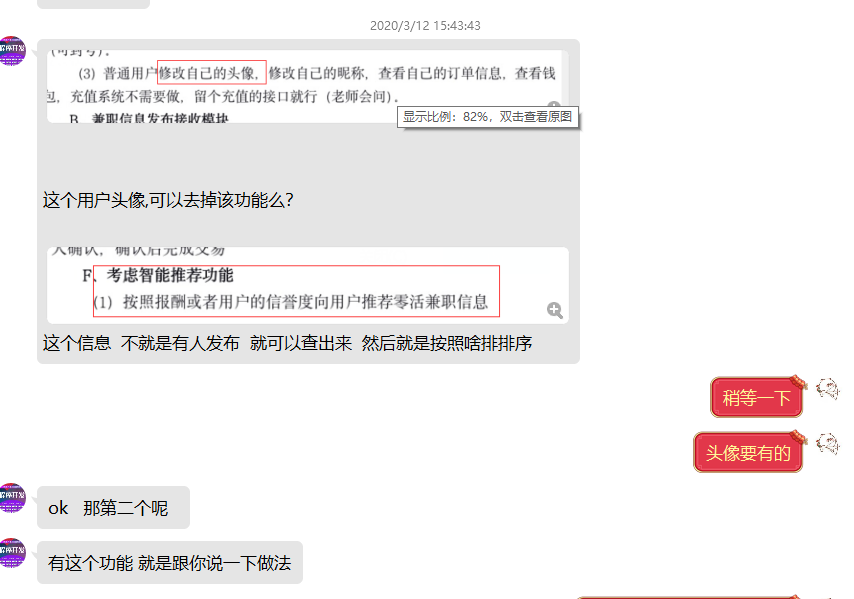 2020/3/12 15:43:43
(可封号)。
(3) 普通用户修改自己的头像，修改自己的昵称，查看自己的订单信息，查看钱
包，充值系统不需要做，留个充值的接口就行（老师会问）。
B、兼职信息发布接收模块
显示比例：82%，双击查看原图
这个用户头像,可以去掉该功能么?
人确认，确认后完成交易
F、考虑智能推荐功能
(1) 按照报酬或者用户的信誉度向用户推荐零活兼职信息
这个信息 不就是有人发布 就可以查出来 然后就是按照啥排排序
稍等一下
头像要有的
ok 那第二个呢
有这个功能 就是跟你说一下做法